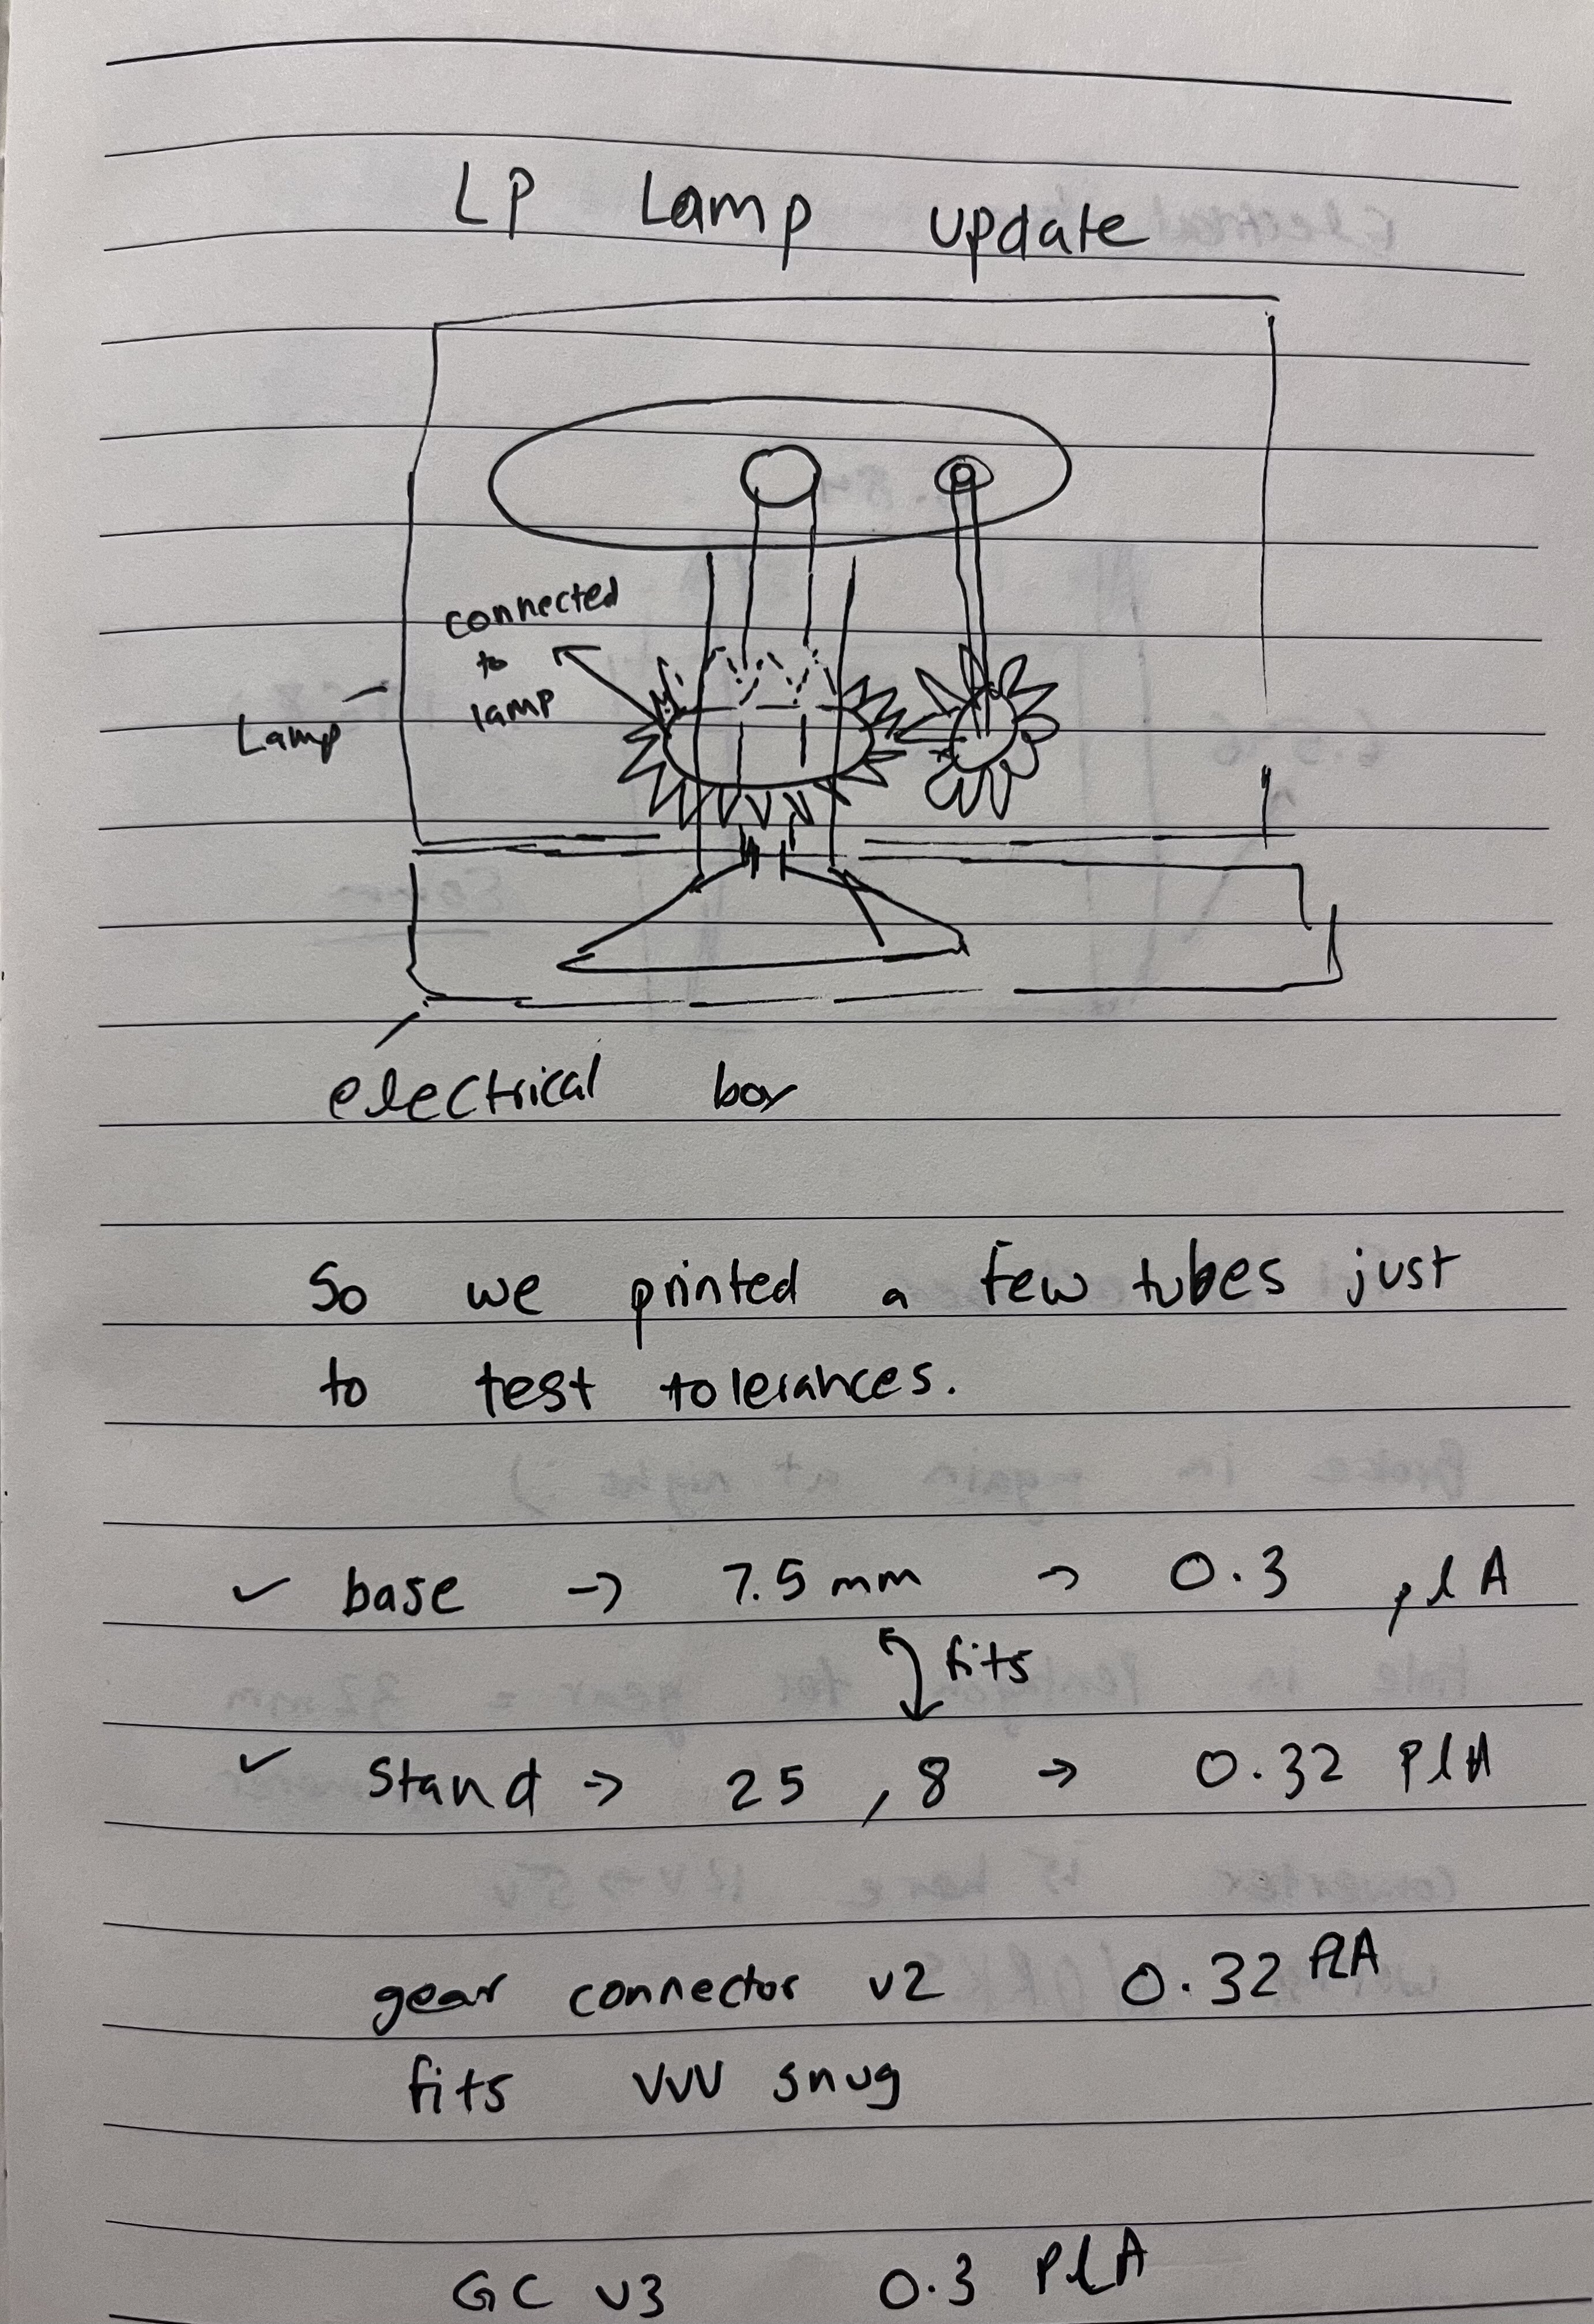 LP Lamp update
connected
to
lamp
Lamp
electrical box
So we printed a few tubes just
to test tolerances.
✓ base → 7.5 mm → 0.3 plA
fits
✓ stand → 25 , 8 → 0.32 PlA
gear connector v2 0.32 PLA
fits VVV snug
GC v3 0.3 PlA